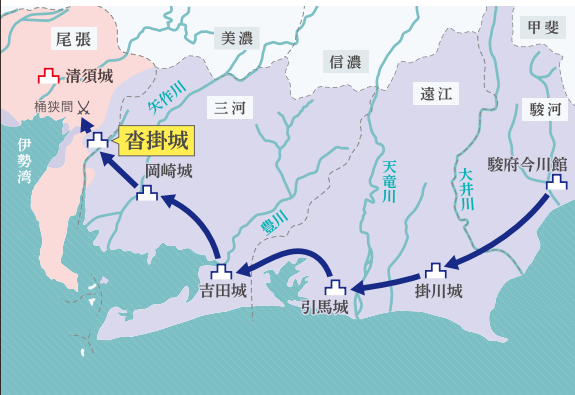 甲斐
尾張
美濃
信濃
清須城
矢作川
遠江
桶狭間
三河
駿河
沓掛城
伊勢湾
岡崎城
天竜川
大井川
駿府今川館
豊川
吉田城
引馬城
掛川城